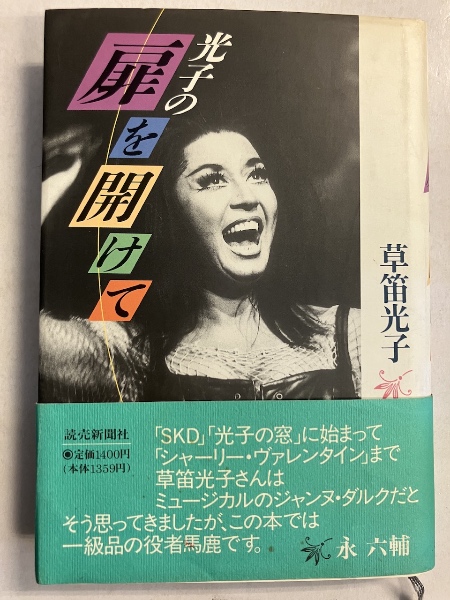 光子の
扉を開けて
草笛光子
読売新聞社
◉定価1400円
(本体1359円)
「SKD」「光子の窓」に始まって
「シャーリー・ヴァレンタイン」まで
草笛光子さんは
ミュージカルのジャンヌ・ダルクだと
そう思ってきましたが、この本では
一級品の役者馬鹿です。
永 六輔